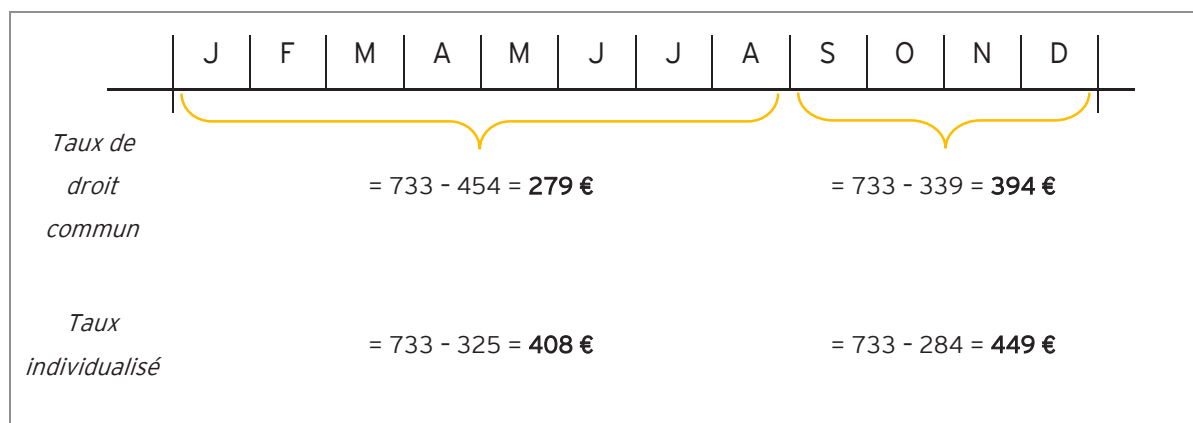 J F M A M J J A S O N D
Taux de
droit
commun
= 733 - 454 = 279 €
= 733 - 339 = 394 €
Taux
individualisé
= 733 - 325 = 408 €
= 733 - 284 = 449 €